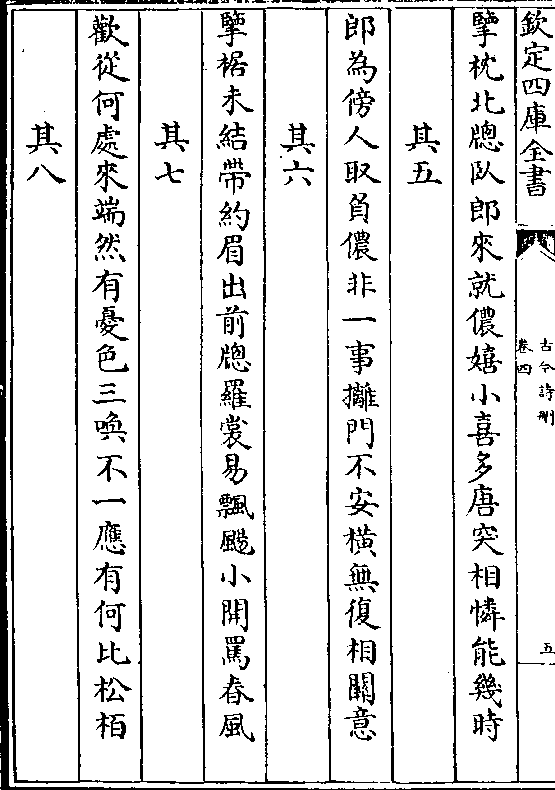 欽定四庫全書
古今詩刪
卷四
五
擥枕北牕臥郎來就儂嬉小喜多唐突相憐能幾時
其五
郎為傍人取負儂非一事攡門不安橫無復相關意
其六
擥裾未結帶約眉出前牕羅裳易飄颺小開罵春風
其七
歡從何處來端然有憂色三喚不一應有何比松栢
其八